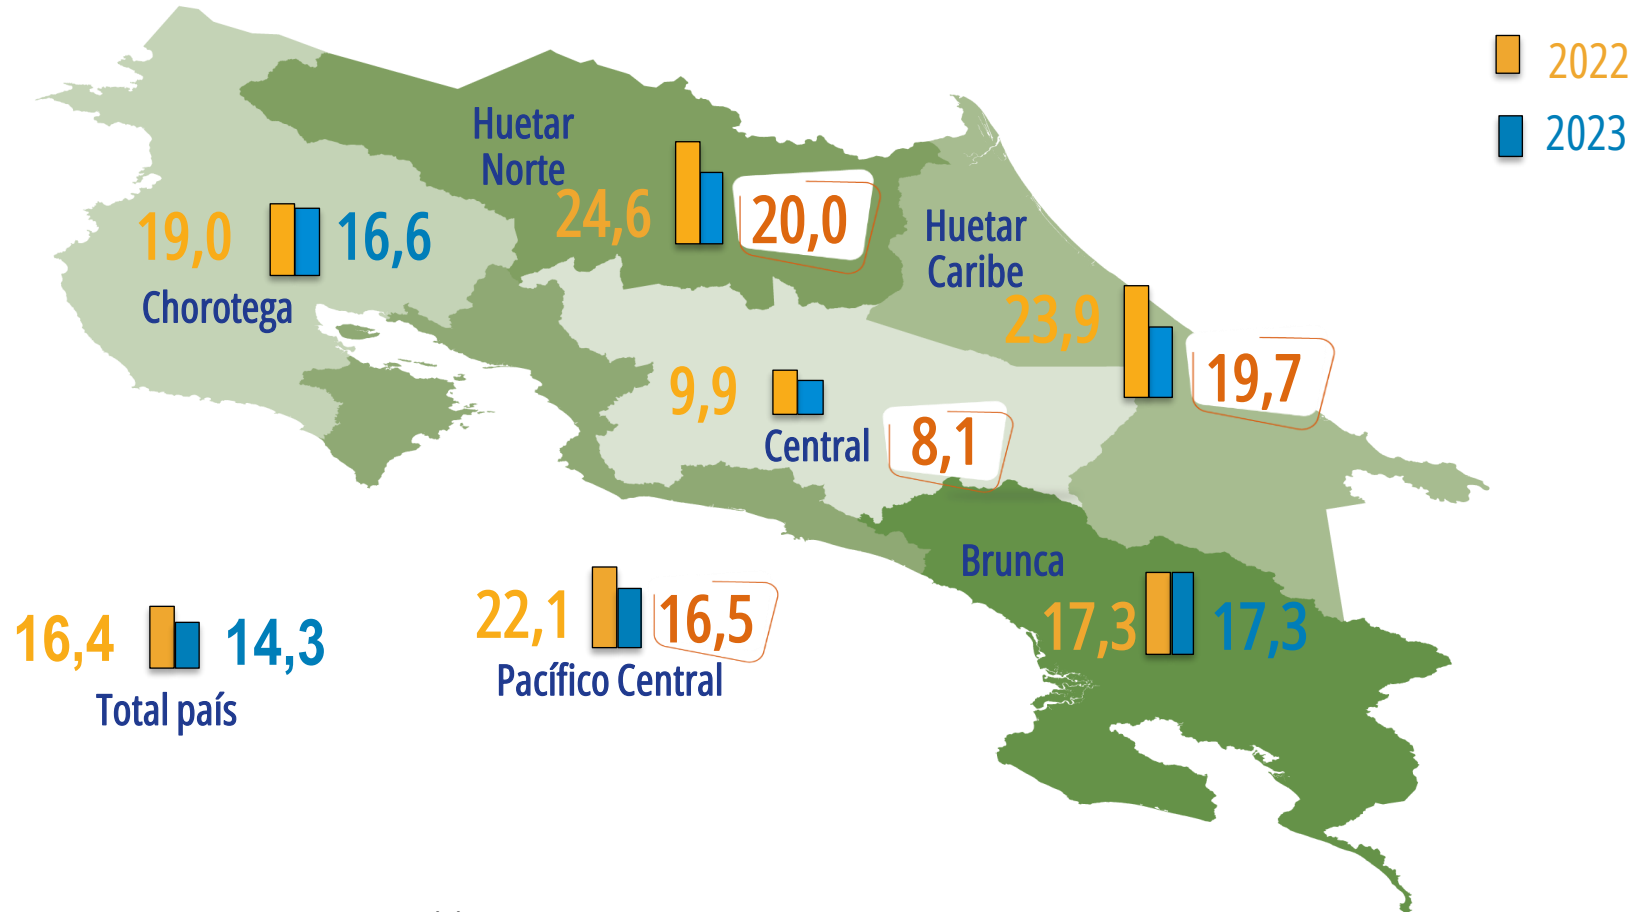 2022
2023
Huetar
Norte
24,6
20,0
19,0
16,6
Chorotega
Huetar
Caribe
23,9
19,7
9,9
Central
8,1
Brunca
17,3
17,3
22,1
16,5
Pacífico Central
16,4
14,3
Total país